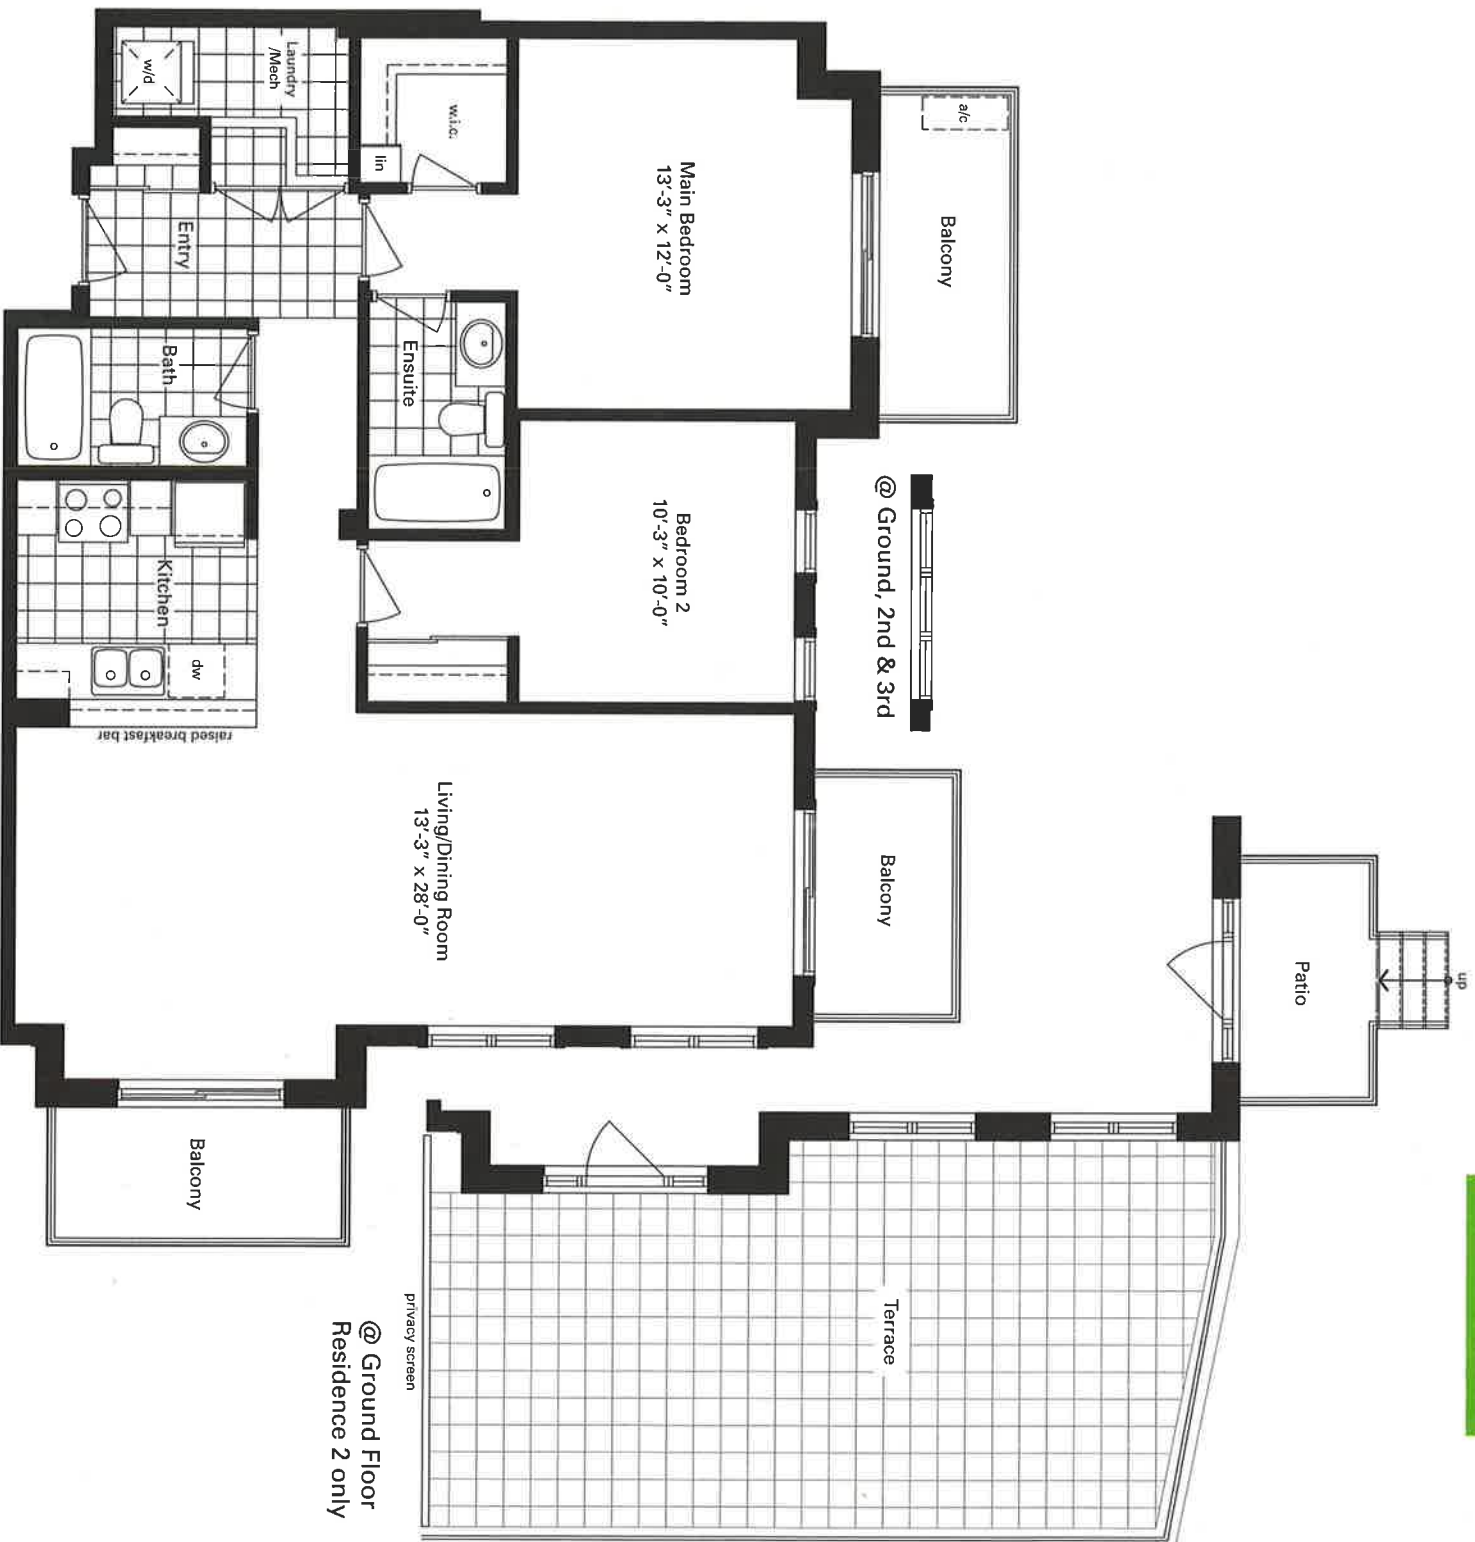 Laundry
/Mech
w/d
w.i.c.
lin
Main Bedroom
13'-3" x 12'-0"
a/c
Balcony
Entry
Bath
Ensuite
Bedroom 2
10'-3" x 10'-0"
@ Ground, 2nd & 3rd
Kitchen
dw
raised breakfast bar
Living/Dining Room
13'-3" x 28'-0"
Balcony
Patio
up
Balcony
Terrace
privacy screen
@ Ground Floor
Residence 2 only